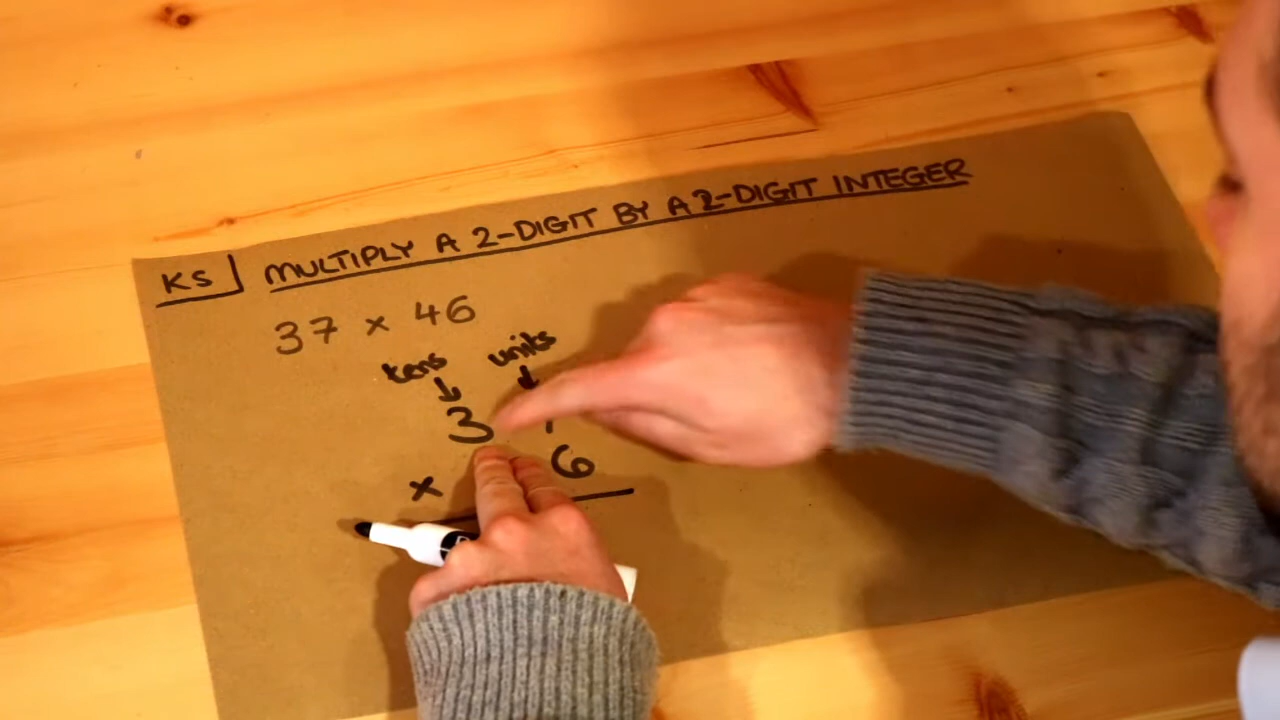 KS MULTIPLY A 2-DIGIT BY A 2-DIGIT INTEGER
37 × 46
tens units
3
× 6